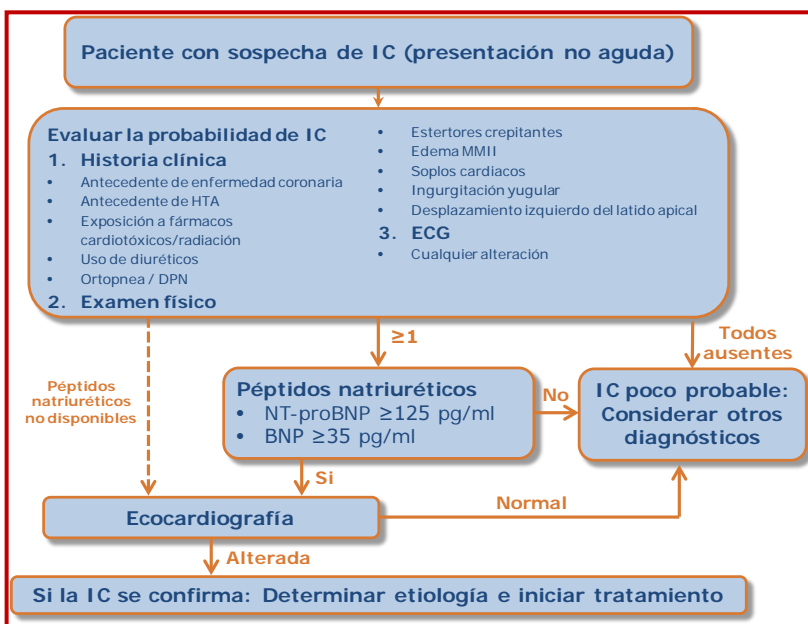 Paciente con sospecha de IC (presentación no aguda)
Evaluar la probabilidad de IC
1. Historia clínica
• Antecedente de enfermedad coronaria
• Antecedente de HTA
• Exposición a fármacos
cardiotóxicos/radiación
• Uso de diuréticos
• Ortopnea / DPN
2. Examen físico
• Estertores crepitantes
• Edema MMII
• Soplos cardiacos
• Ingurgitación yugular
• Desplazamiento izquierdo del latido apical
3. ECG
• Cualquier alteración
Péptidos
natriuréticos
no disponibles
≥1
Todos
ausentes
Péptidos natriuréticos
• NT-proBNP ≥125 pg/ml
• BNP ≥35 pg/ml
No
IC poco probable:
Considerar otros
diagnósticos
Si
Ecocardiografía
Normal
Alterada
Si la IC se confirma: Determinar etiología e iniciar tratamiento